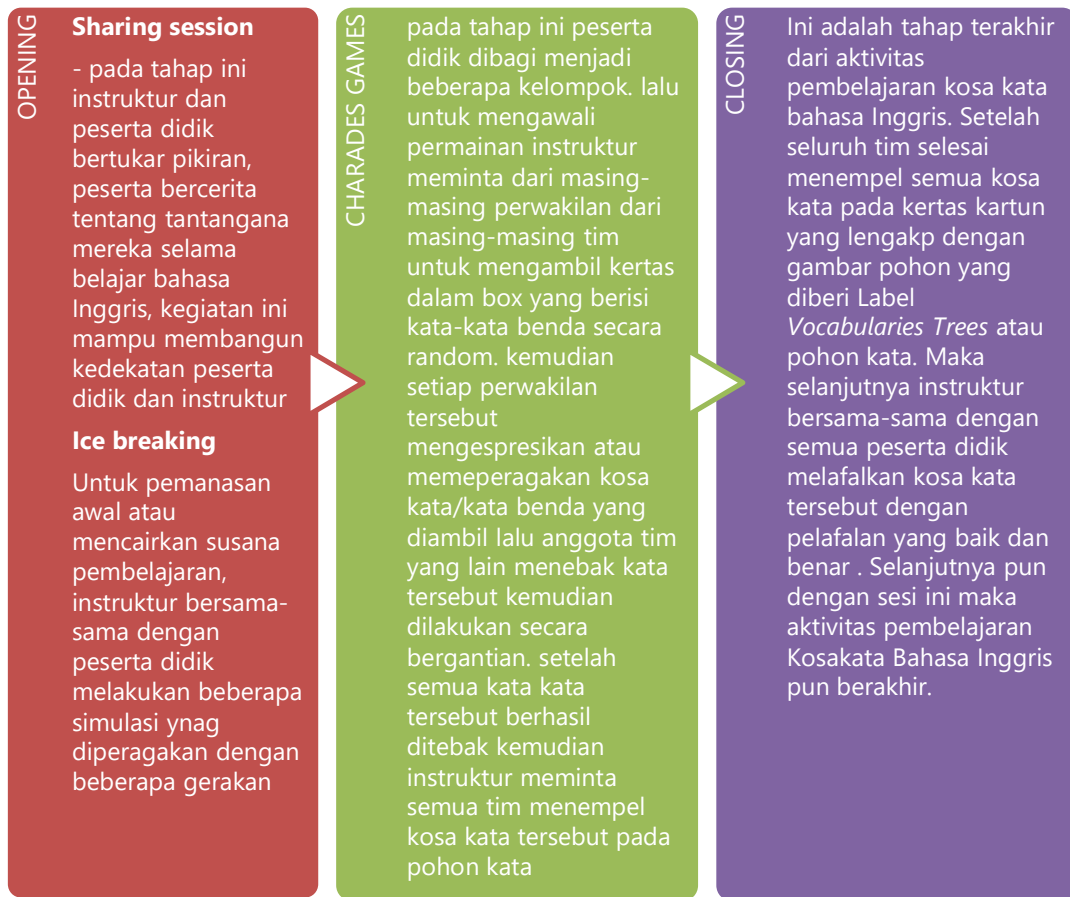 OPENING
Sharing session
- pada tahap ini
instruktur dan
peserta didik
bertukar pikiran,
peserta bercerita
tentang tantangana
mereka selama
belajar bahasa
Inggris, kegiatan ini
mampu membangun
kedekatan peserta
didik dan instruktur
Ice breaking
Untuk pemanasan
awal atau
mencairkan susana
pembelajaran,
instruktur bersama-
sama dengan
peserta didik
melakukan beberapa
simulasi ynag
diperagakan dengan
beberapa gerakan
CHARADES GAMES
pada tahap ini peserta
didik dibagi menjadi
beberapa kelompok. lalu
untuk mengawali
permainan instruktur
meminta dari masing-
masing perwakilan dari
masing-masing tim
untuk mengambil kertas
dalam box yang berisi
kata-kata benda secara
random. kemudian
setiap perwakilan
tersebut
mengespresikan atau
memeperagakan kosa
kata/kata benda yang
diambil lalu anggota tim
yang lain menebak kata
tersebut kemudian
dilakukan secara
bergantian. setelah
semua kata kata
tersebut berhasil
ditebak kemudian
instruktur meminta
semua tim menempel
kosa kata tersebut pada
pohon kata
CLOSING
Ini adalah tahap terakhir
dari aktivitas
pembelajaran kosa kata
bahasa Inggris. Setelah
seluruh tim selesai
menempel semua kosa
kata pada kertas kartun
yang lengakp dengan
gambar pohon yang
diberi Label
Vocabularies Trees atau
pohon kata. Maka
selanjutnya instruktur
bersama-sama dengan
semua peserta didik
melafalkan kosa kata
tersebut dengan
pelafalan yang baik dan
benar . Selanjutnya pun
dengan sesi ini maka
aktivitas pembelajaran
Kosakata Bahasa Inggris
pun berakhir.